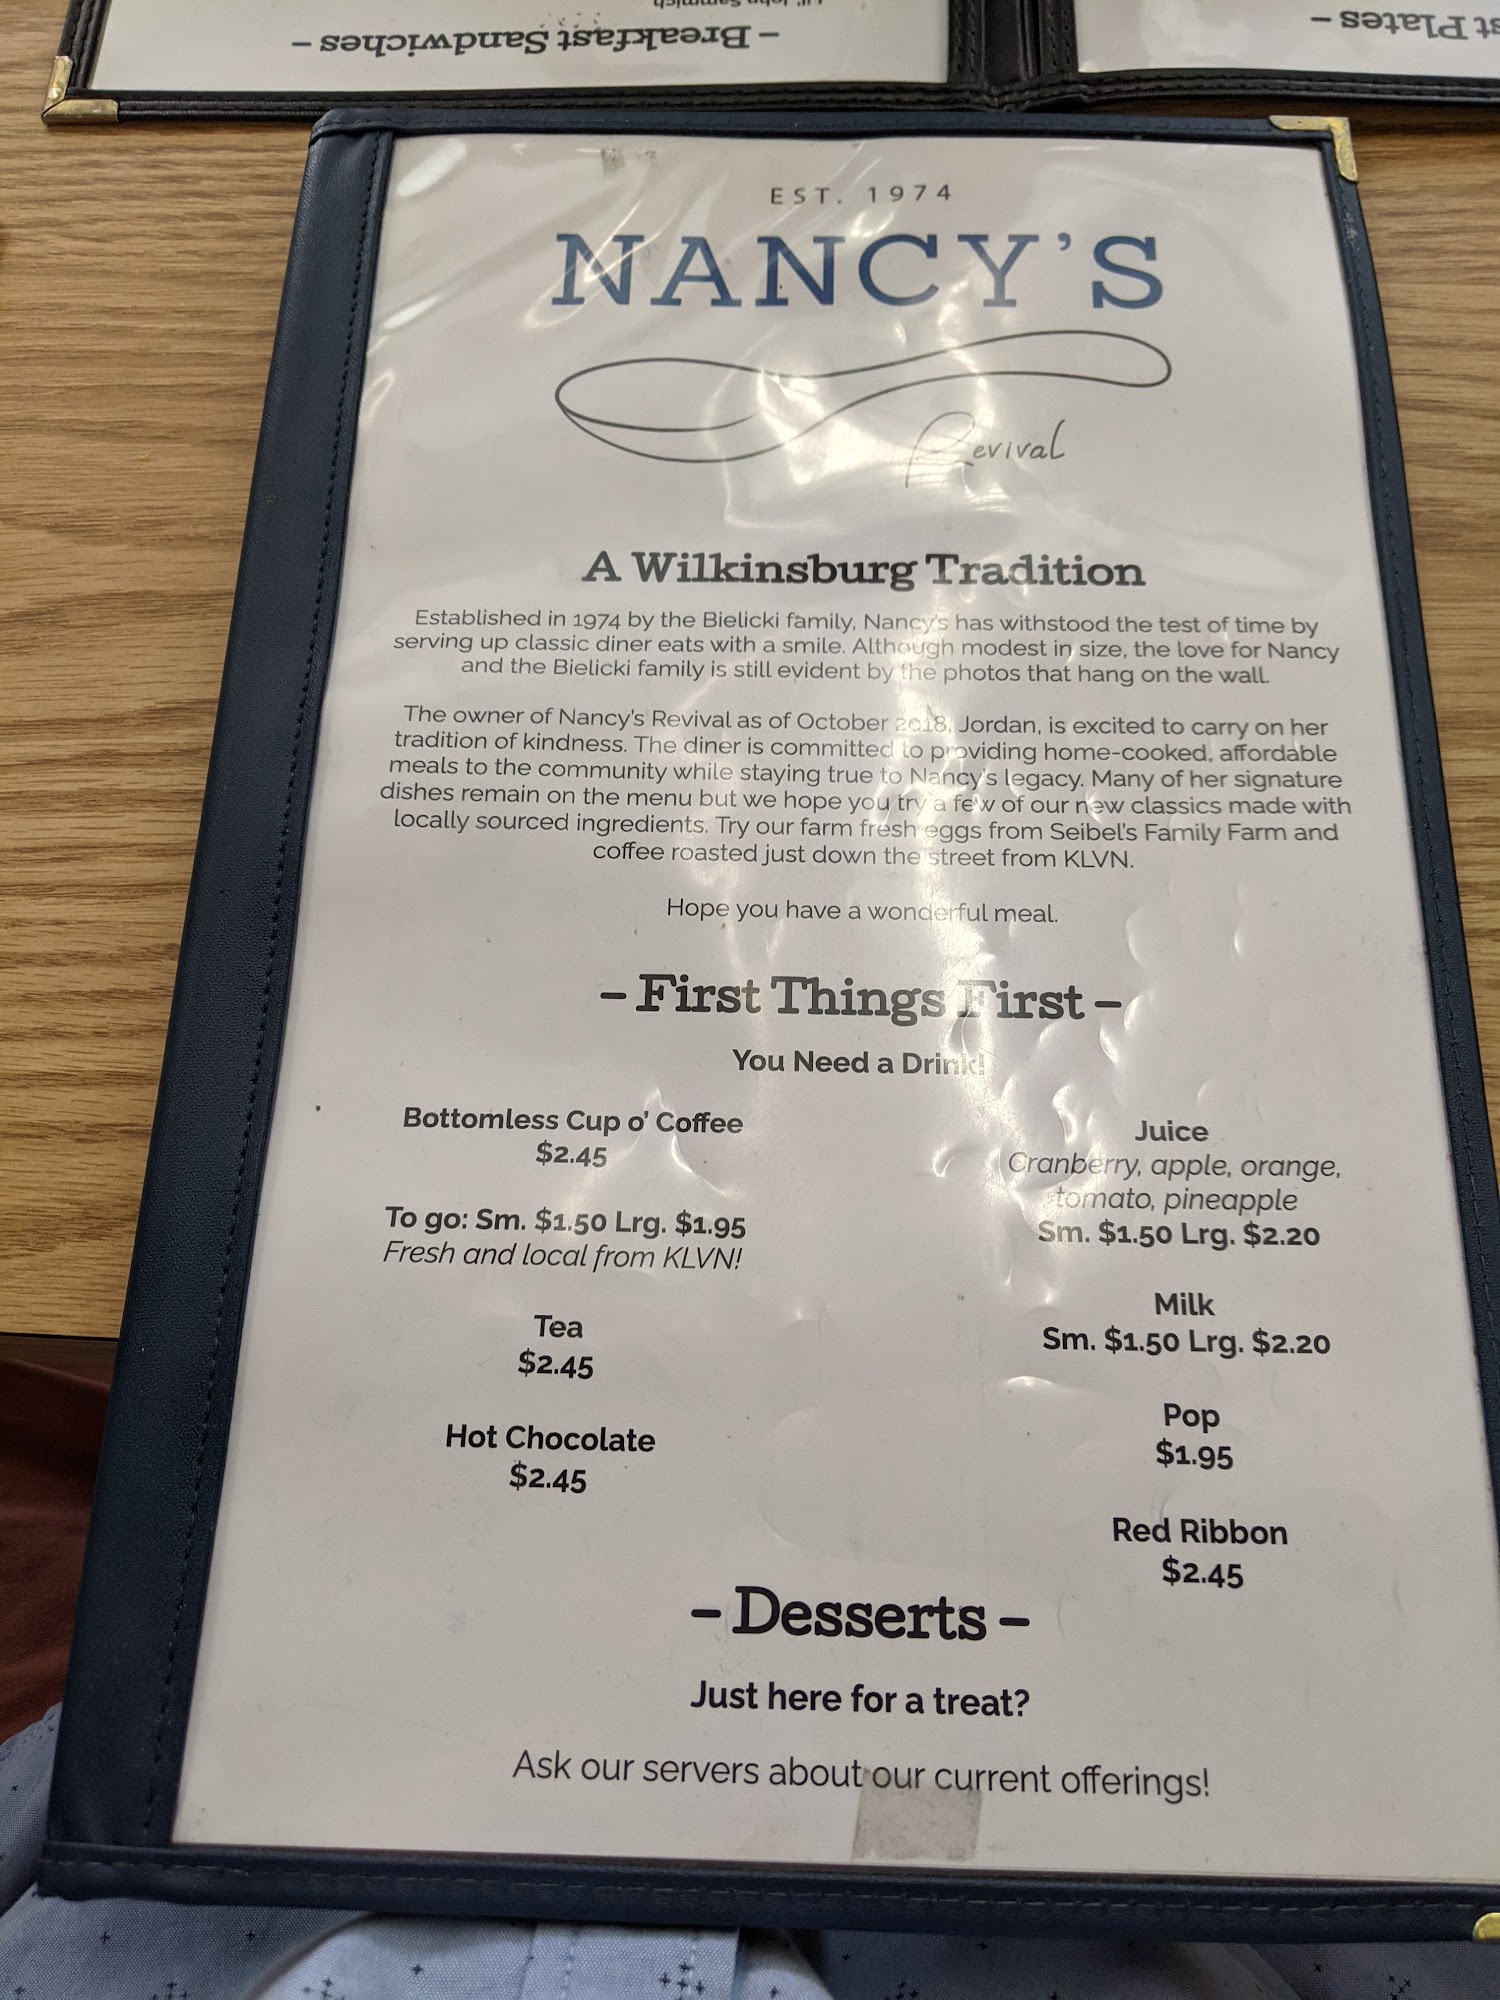 – Breakfast Sandwiches –
Plates –
EST. 1974
NANCY'S
Revival
A Wilkinsburg Tradition
Established in 1974 by the Bielicki family, Nancy's has withstood the test of time by
serving up classic diner eats with a smile. Although modest in size, the love for Nancy
and the Bielicki family is still evident by the photos that hang on the wall.
The owner of Nancy's Revival as of October 2018, Jordan, is excited to carry on her
tradition of kindness. The diner is committed to providing home-cooked, affordable
meals to the community while staying true to Nancy's legacy. Many of her signature
dishes remain on the menu but we hope you try a few of our new classics made with
locally sourced ingredients. Try our farm fresh eggs from Seibel's Family Farm and
coffee roasted just down the street from KLVN.
Hope you have a wonderful meal.
– First Things First –
You Need a Drink!
Bottomless Cup o' Coffee
$2.45
To go: Sm. $1.50 Lrg. $1.95
Fresh and local from KLVN!
Tea
$2.45
Hot Chocolate
$2.45
Juice
Cranberry, apple, orange,
tomato, pineapple
Sm. $1.50 Lrg. $2.20
Milk
Sm. $1.50 Lrg. $2.20
Pop
$1.95
Red Ribbon
$2.45
– Desserts –
Just here for a treat?
Ask our servers about our current offerings!